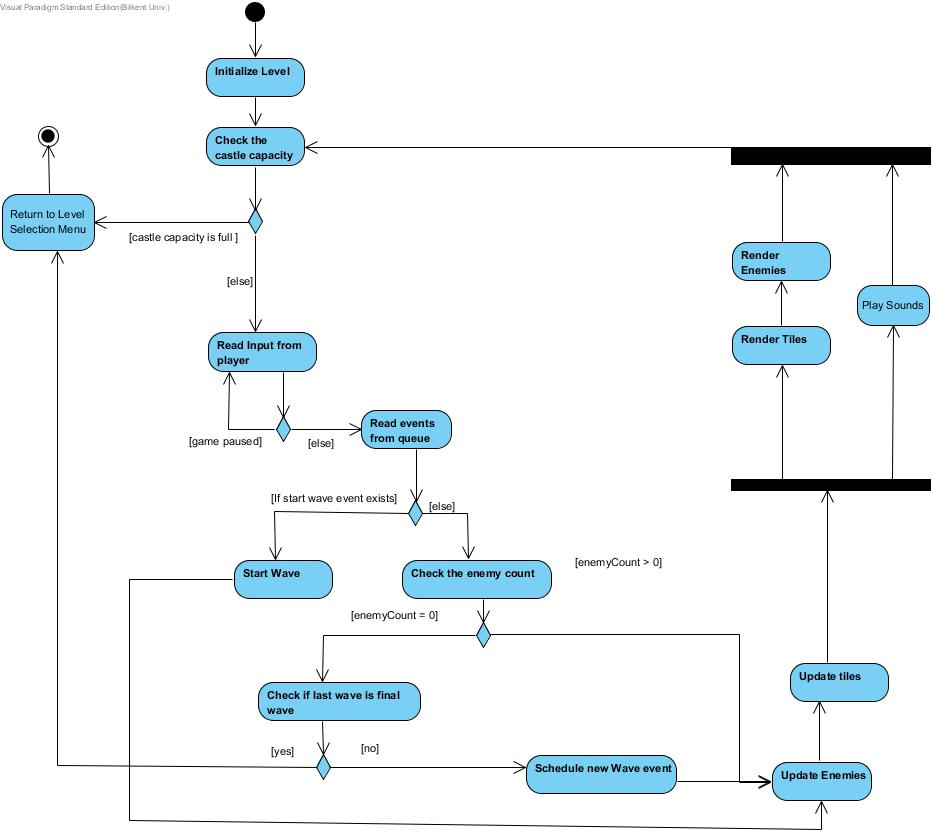 Visual Paradigm Standard Edition(Bilkent Univ.)
Initialize Level
Check the
castle capacity
Return to Level
Selection Menu
[castle capacity is full ]
[else]
Render
Enemies
Play Sounds
Render Tiles
Read Input from
player
[game paused]
[else]
Read events
from queue
[If start wave event exists]
[else]
Start Wave
Check the enemy count
[enemyCount > 0]
[enemyCount = 0]
Check if last wave is final
wave
Update tiles
[yes]
[no]
Schedule new Wave event
Update Enemies